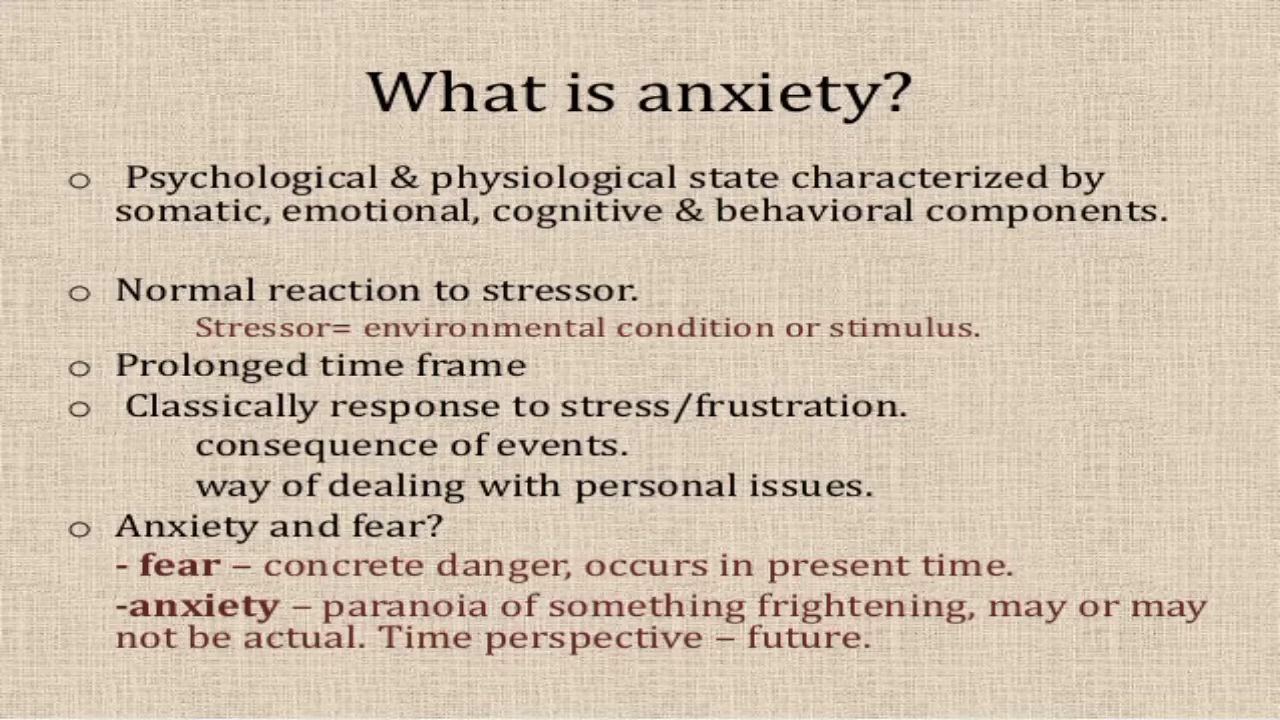 What is anxiety?
o Psychological & physiological state characterized by
somatic, emotional, cognitive & behavioral components.
o Normal reaction to stressor.
Stressor= environmental condition or stimulus.
o Prolonged time frame
o Classically response to stress/frustration.
consequence of events.
way of dealing with personal issues.
o Anxiety and fear?
- fear – concrete danger, occurs in present time.
-anxiety – paranoia of something frightening, may or may
not be actual. Time perspective – future.